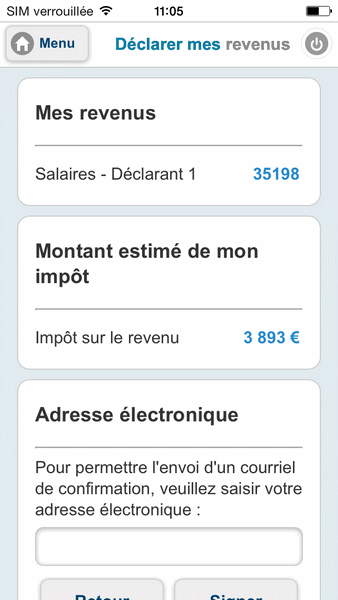 SIM verrouillée 11:05
Menu Déclarer mes revenus
Mes revenus
Salaires - Déclarant 1 35198
Montant estimé de mon
impôt
Impôt sur le revenu 3 893 €
Adresse électronique
Pour permettre l'envoi d'un courriel
de confirmation, veuillez saisir votre
adresse électronique :
Retour Signer